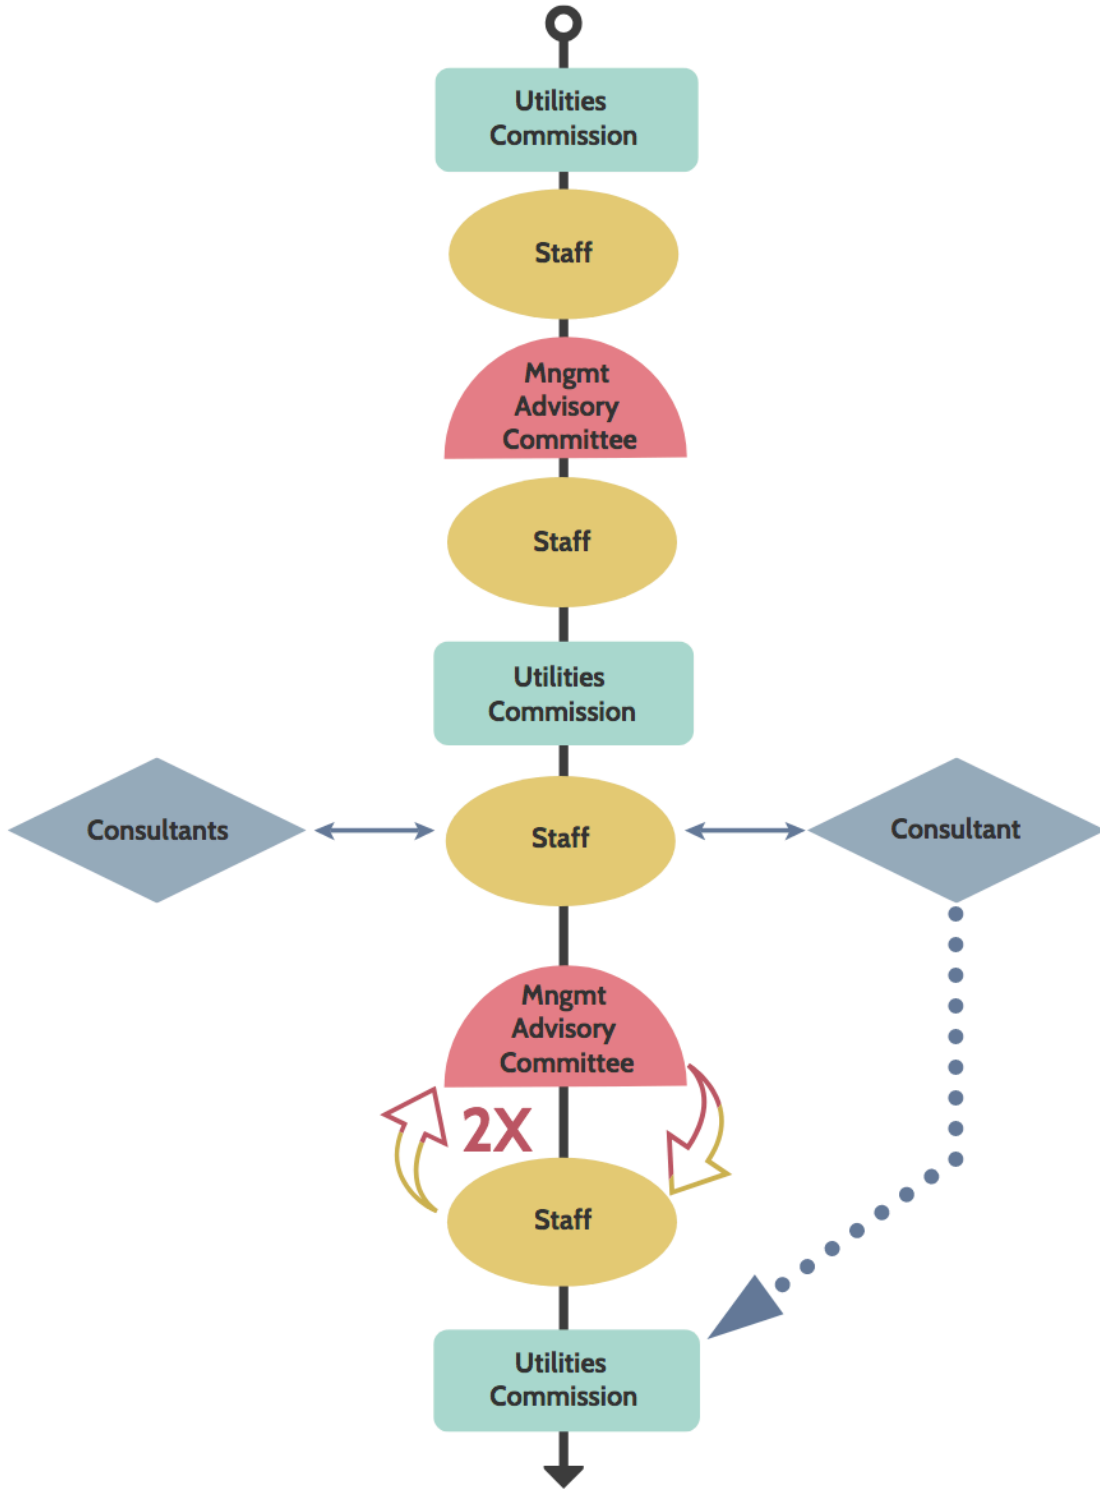 Utilities
Commission
Staff
Mngmt
Advisory
Committee
Staff
Utilities
Commission
Consultants
Staff
Consultant
Mngmt
Advisory
Committee
2X
Staff
Utilities
Commission